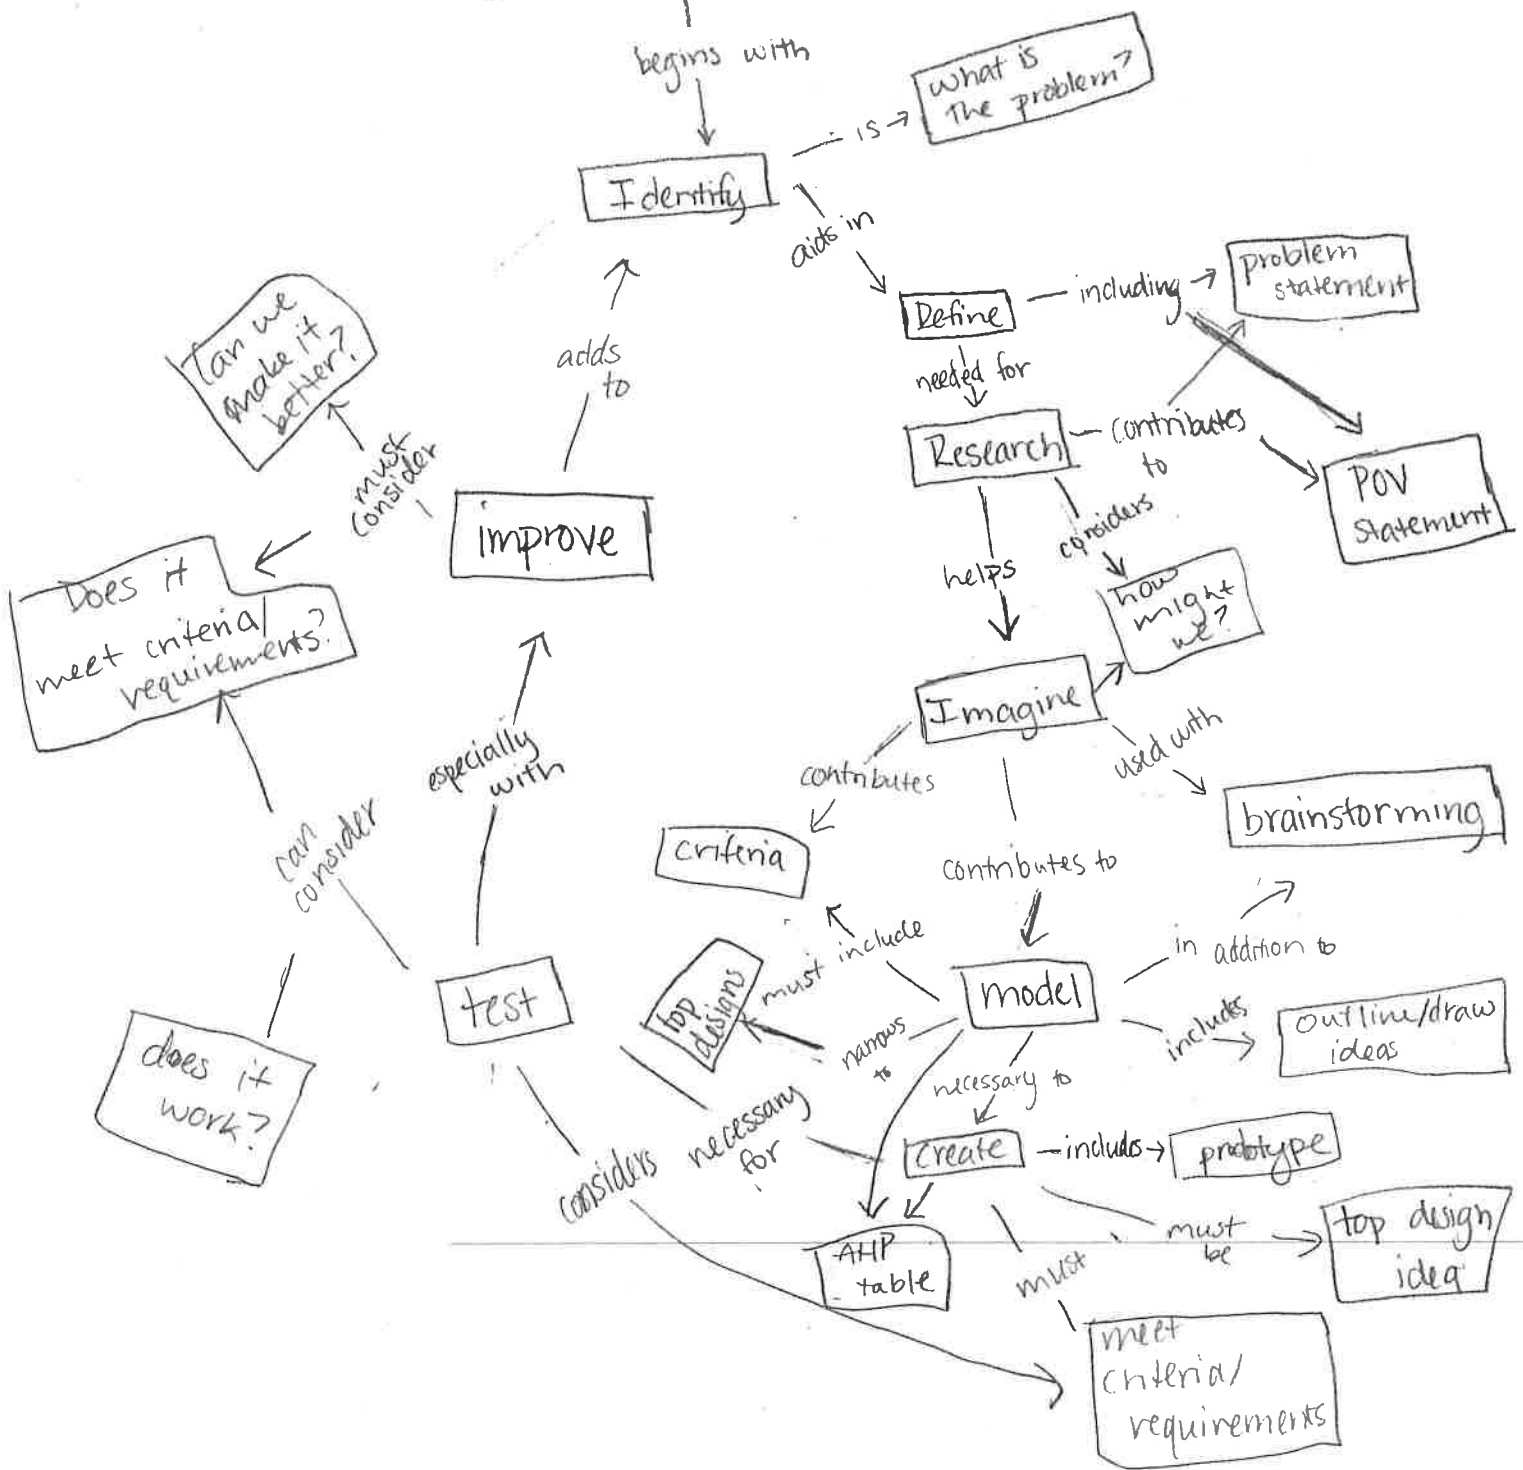 begins with
what is
the problem?
is
Identify
aids in
problem
statement
including
Define
Can we
make it
better?
adds
to
needed for
contributes
to
Research
must
consider
POV
statement
improve
considers
helps
how
might
we?
Does it
meet criteria/
requirements?
Imagine
used with
especially
with
contributes
brainstorming
can
consider
criteria
contributes to
must include
in addition to
model
test
top
designs
outline/draw
ideas
includes
narrows
to
necessary to
does it
work?
necessary
for
create
includes
prototype
considers
must
be
top design
idea
AHP
table
must
meet
criteria/
requirements